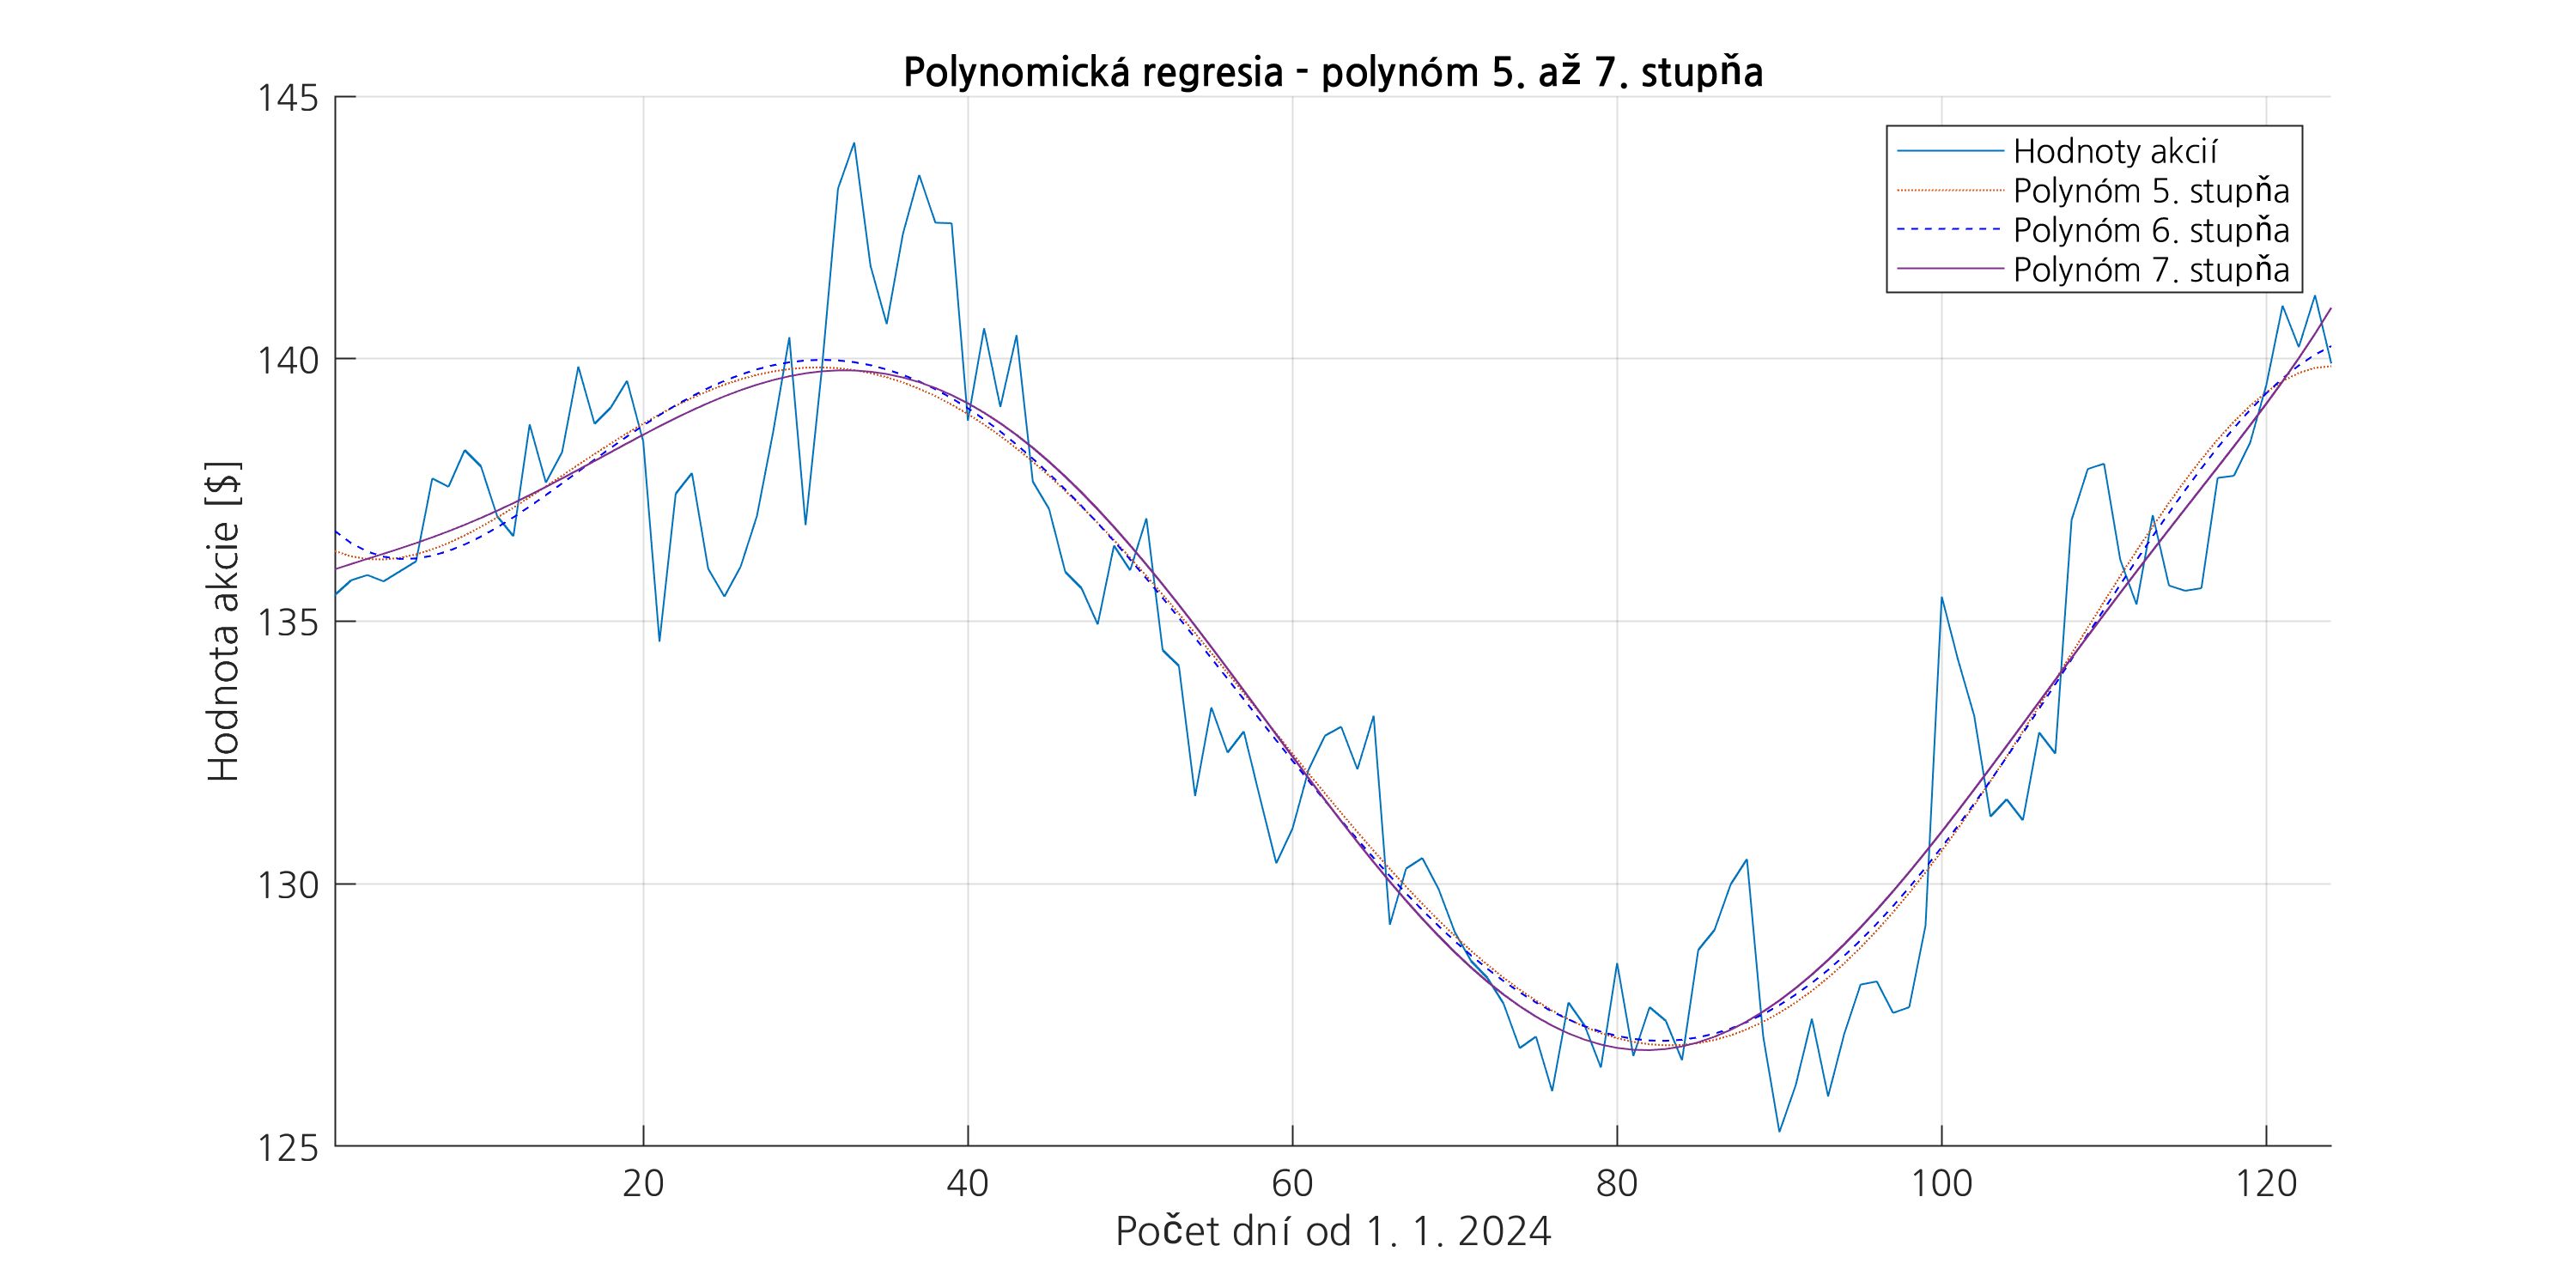 Polynomická regresia - polynóm 5. až 7. stupňa
Hodnoty akcií
Polynóm 5. stupňa
Polynóm 6. stupňa
Polynóm 7. stupňa
Hodnota akcie [$]
145
140
135
130
125
20 40 60 80 100 120
Počet dní od 1. 1. 2024